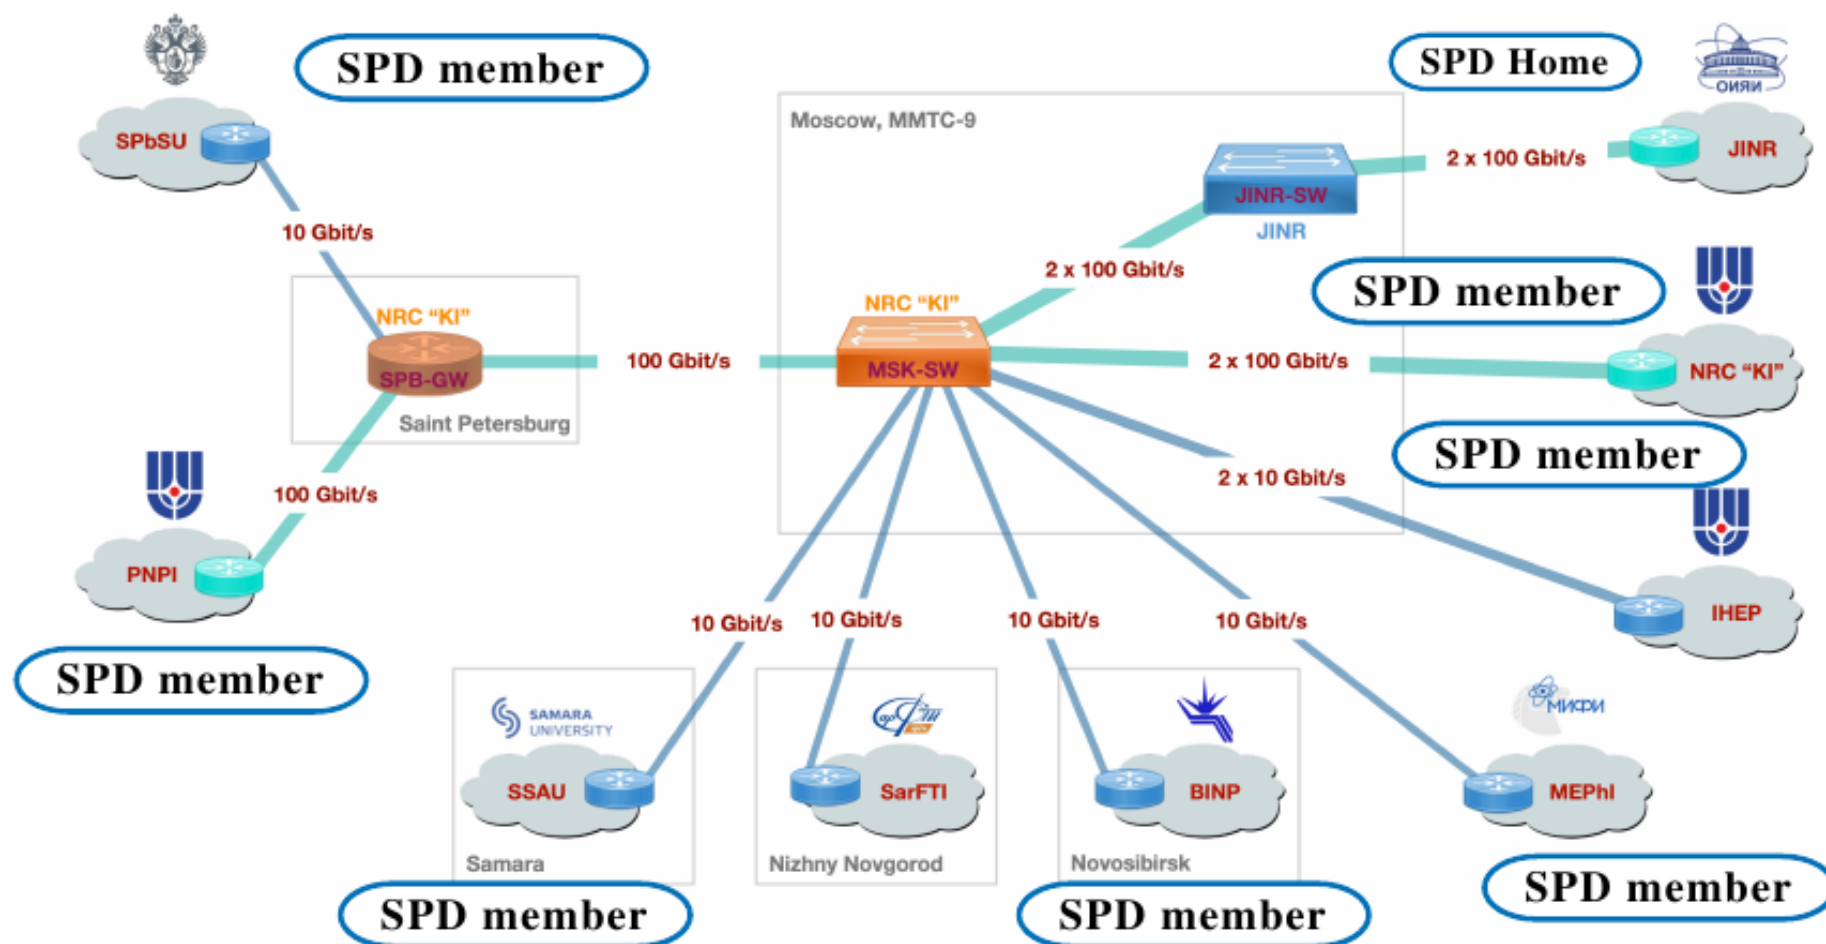 SPD member
SPD Home
ОИЯИ
SPbSU
Moscow, MMTC-9
2 x 100 Gbit/s
JINR
JINR-SW
JINR
10 Gbit/s
2 x 100 Gbit/s
SPD member
NRC “KI”
NRC “KI”
SPB-GW
100 Gbit/s
MSK-SW
2 x 100 Gbit/s
NRC “KI”
Saint Petersburg
SPD member
100 Gbit/s
2 x 10 Gbit/s
PNPI
IHEP
10 Gbit/s
10 Gbit/s
10 Gbit/s
10 Gbit/s
SPD member
SAMARA
UNIVERSITY
МИФИ
SSAU
SarFTI
BINP
MEPhI
Samara
Nizhny Novgorod
Novosibirsk
SPD member
SPD member
SPD member